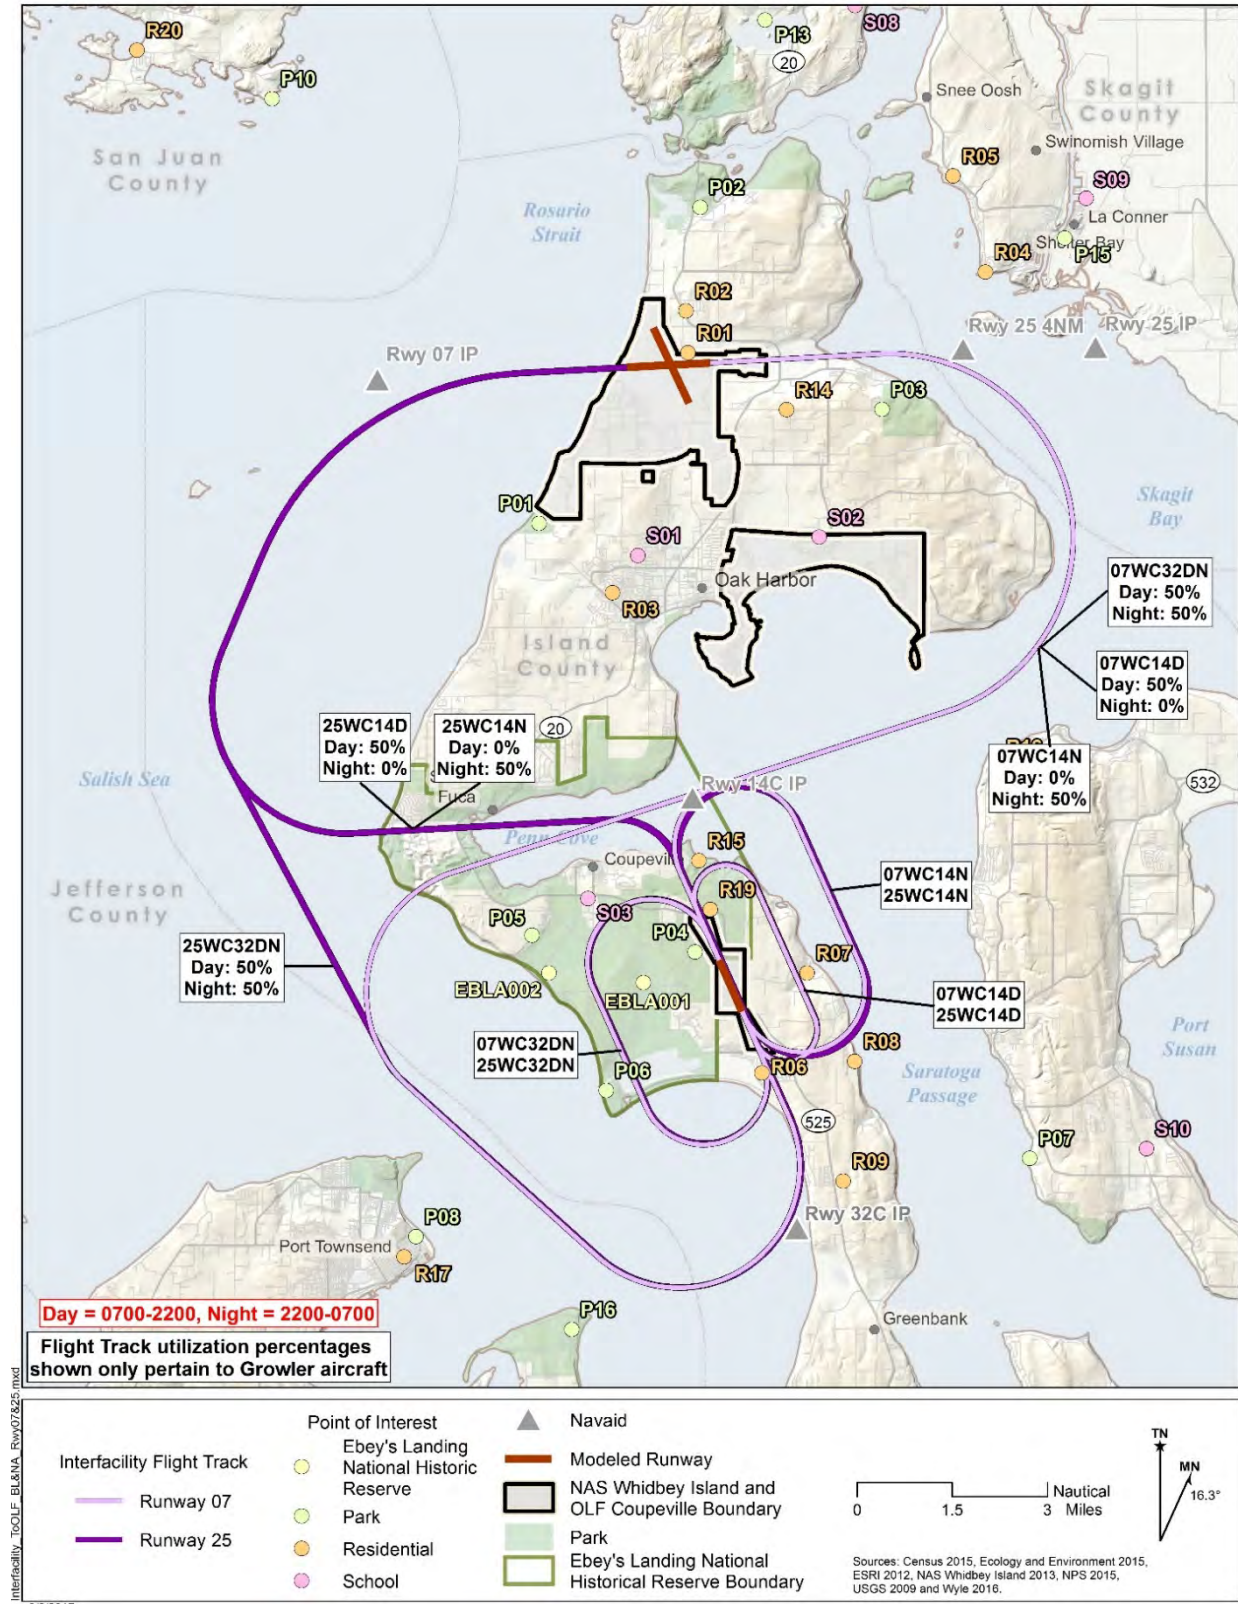 R20
P10
P13
20
S08
Snee Oosh
Skagit
County
Swinomish Village
San Juan
County
R05
P02
S09
Rosario
Strait
La Conner
Shelter Bay
P15
R04
R02
R01
Rwy 25 4NM
Rwy 25 IP
Rwy 07 IP
R14
P03
P01
S01
S02
Skagit
Bay
Oak Harbor
R03
07WC32DN
Day: 50%
Night: 50%
Island
County
07WC14D
Day: 50%
Night: 0%
25WC14D
Day: 50%
Night: 0%
25WC14N
Day: 0%
Night: 50%
20
07WC14N
Day: 0%
Night: 50%
532
Salish Sea
Rwy 14C IP
Fuca
Penn Cove
R15
Coupeville
07WC14N
25WC14N
Jefferson
County
S03
R19
P05
P04
25WC32DN
Day: 50%
Night: 50%
EBLA002
EBLA001
R07
07WC14D
25WC14D
07WC32DN
25WC32DN
P06
R06
R08
Saratoga
Passage
Port
Susan
525
P07
S10
R09
Rwy 32C IP
P08
Port Townsend
R17
P16
Greenbank
Day = 0700-2200, Night = 2200-0700
Flight Track utilization percentages
shown only pertain to Growler aircraft
Interfacility_ToOLF_BL&NA_Rwy07&25.mxd
Interfacility Flight Track
Runway 07
Runway 25
Point of Interest
Ebey's Landing
National Historic
Reserve
Park
Residential
School
Navaid
Modeled Runway
NAS Whidbey Island and
OLF Coupeville Boundary
Park
Ebey's Landing National
Historical Reserve Boundary
0 1.5 3 Nautical
Miles
TN
MN
16.3°
Sources: Census 2015, Ecology and Environment 2015,
ESRI 2012, NAS Whidbey Island 2013, NPS 2015,
USGS 2009 and Wyle 2016.